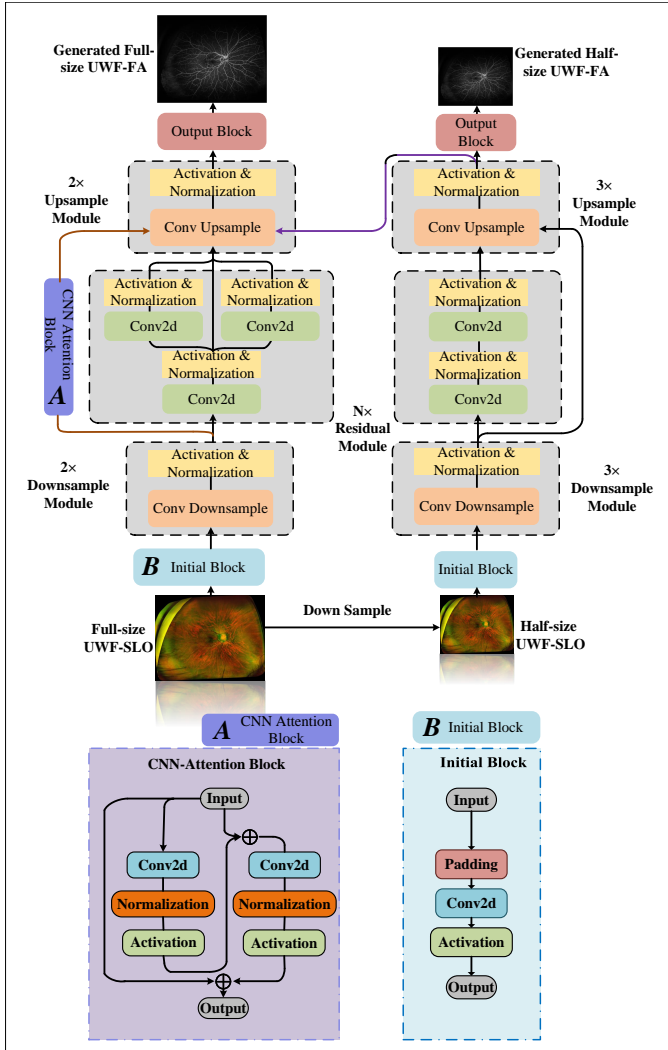 Generated Full-
size UWF-FA
Generated Half-
size UWF-FA
Output Block
Output
Block
2×
Upsample
Module
Activation &
Normalization
Conv Upsample
Activation &
Normalization
Conv Upsample
3×
Upsample
Module
CNN Attention
Block
A
Activation &
Normalization
Conv2d
Activation &
Normalization
Conv2d
Activation &
Normalization
Conv2d
Activation &
Normalization
Conv2d
Activation &
Normalization
Conv2d
N×
Residual
Module
2×
Downsample
Module
Activation &
Normalization
Conv Downsample
Activation &
Normalization
Conv Downsample
3×
Downsample
Module
B Initial Block
Initial Block
Full-size
UWF-SLO
Down Sample
Half-size
UWF-SLO
A CNN Attention
Block
CNN-Attention Block
Input
Conv2d
Normalization
Activation
Conv2d
Normalization
Activation
Output
B Initial Block
Initial Block
Input
Padding
Conv2d
Activation
Output